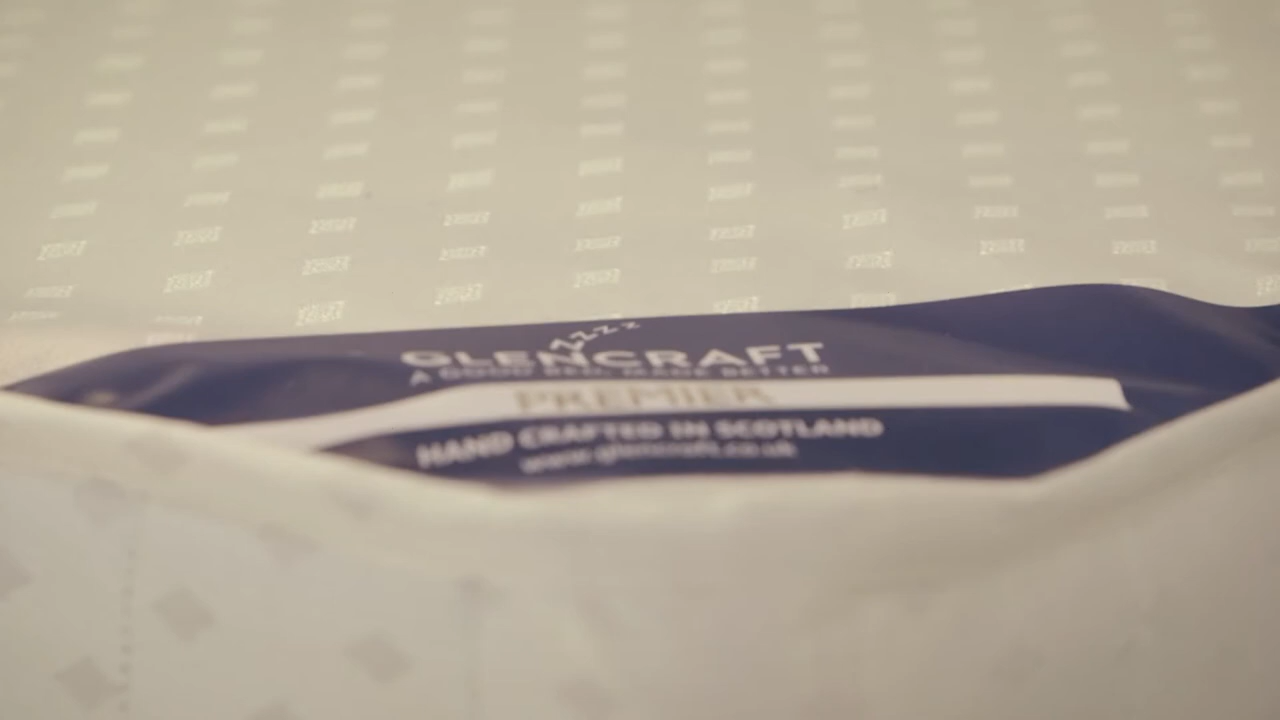 zzzz
GLENCRAFT
A GOOD BED, MADE BETTER
PREMIER
HAND CRAFTED IN SCOTLAND
www.glencraft.co.uk